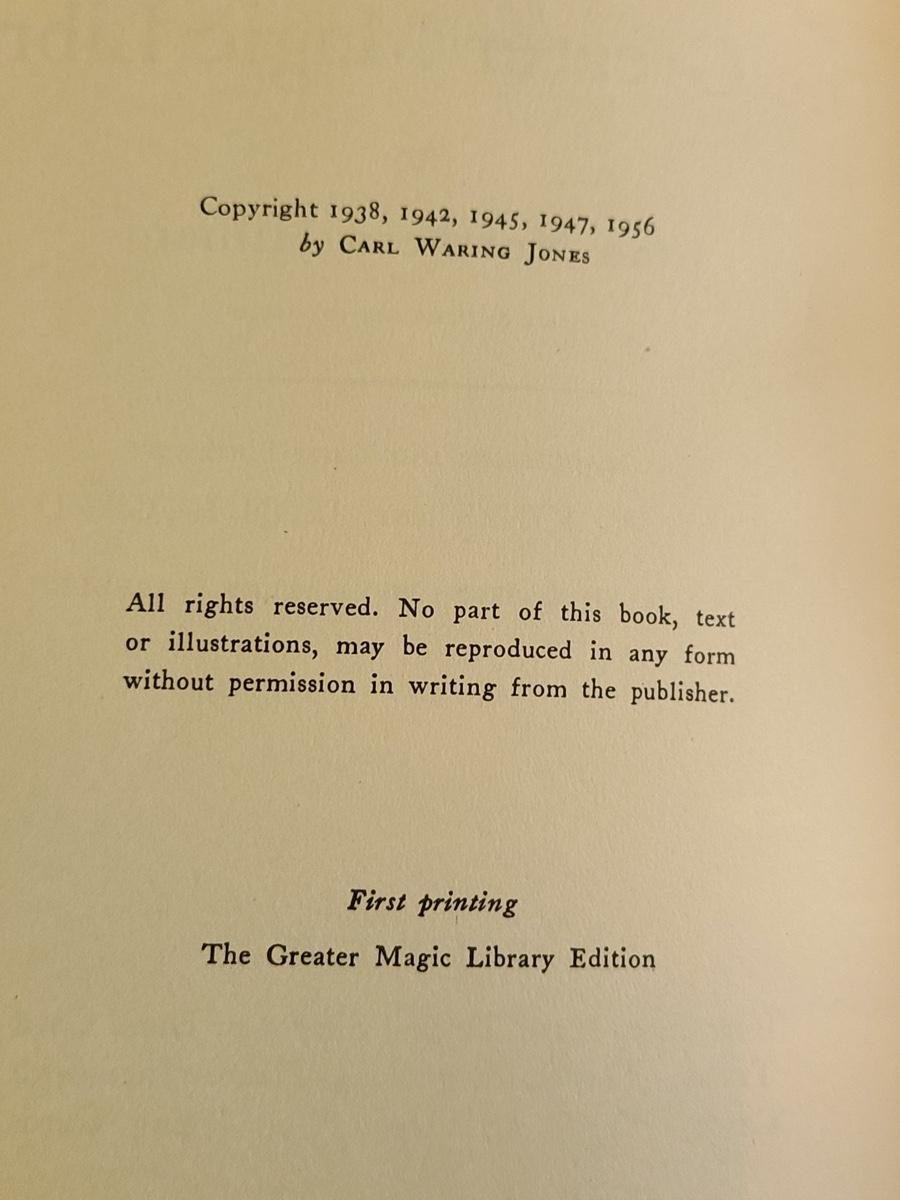 Copyright 1938, 1942, 1945, 1947, 1956
by Carl Waring Jones
All rights reserved. No part of this book, text
or illustrations, may be reproduced in any form
without permission in writing from the publisher.
First printing
The Greater Magic Library Edition